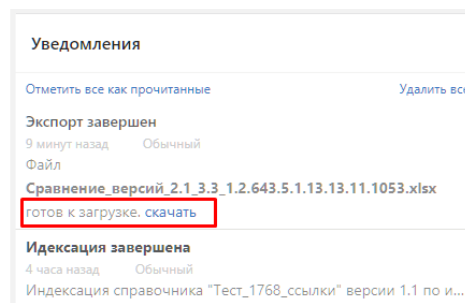 Уведомления
Отметить все как прочитанные Удалить все
Экспорт завершен
9 минут назад Обычный
Файл
Сравнение_версий_2.1_3.3_1.2.643.5.1.13.13.11.1053.xlsx
готов к загрузке. скачать
Идексация завершена
4 часа назад Обычный
Индексация справочника "Тест_1768_ссылки" версии 1.1 по и...